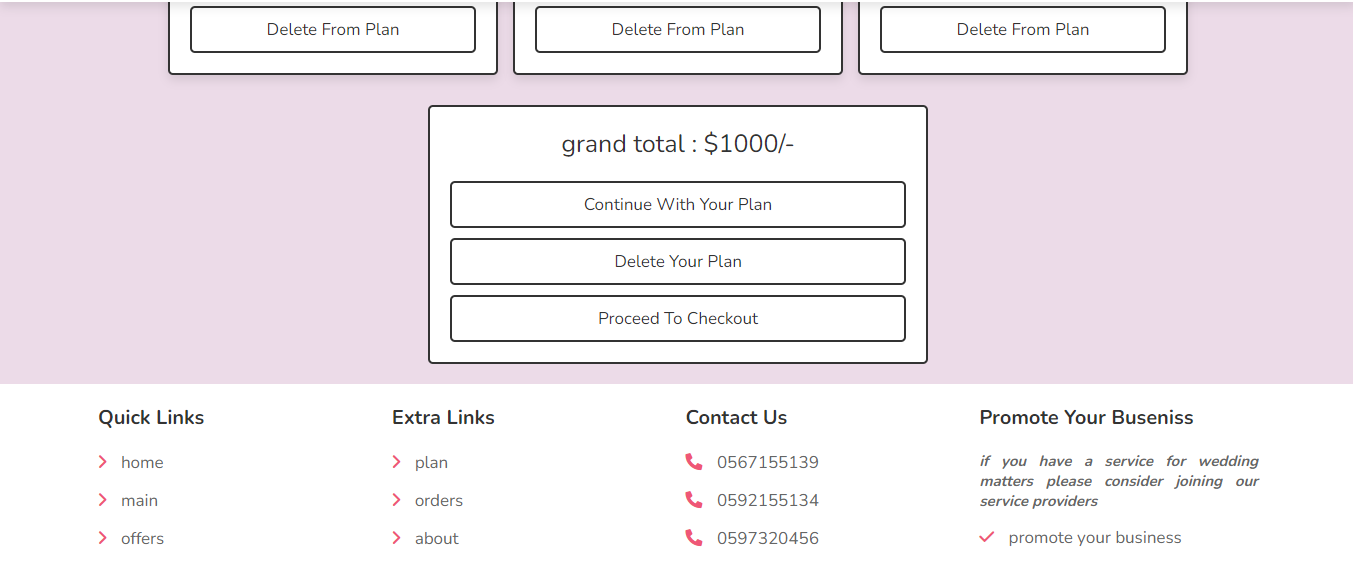 Delete From Plan
Delete From Plan
Delete From Plan
grand total : $1000/-
Continue With Your Plan
Delete Your Plan
Proceed To Checkout
Quick Links
home
main
offers
Extra Links
plan
orders
about
Contact Us
0567155139
0592155134
0597320456
Promote Your Buseniss
if you have a service for wedding
matters please consider joining our
service providers
promote your business